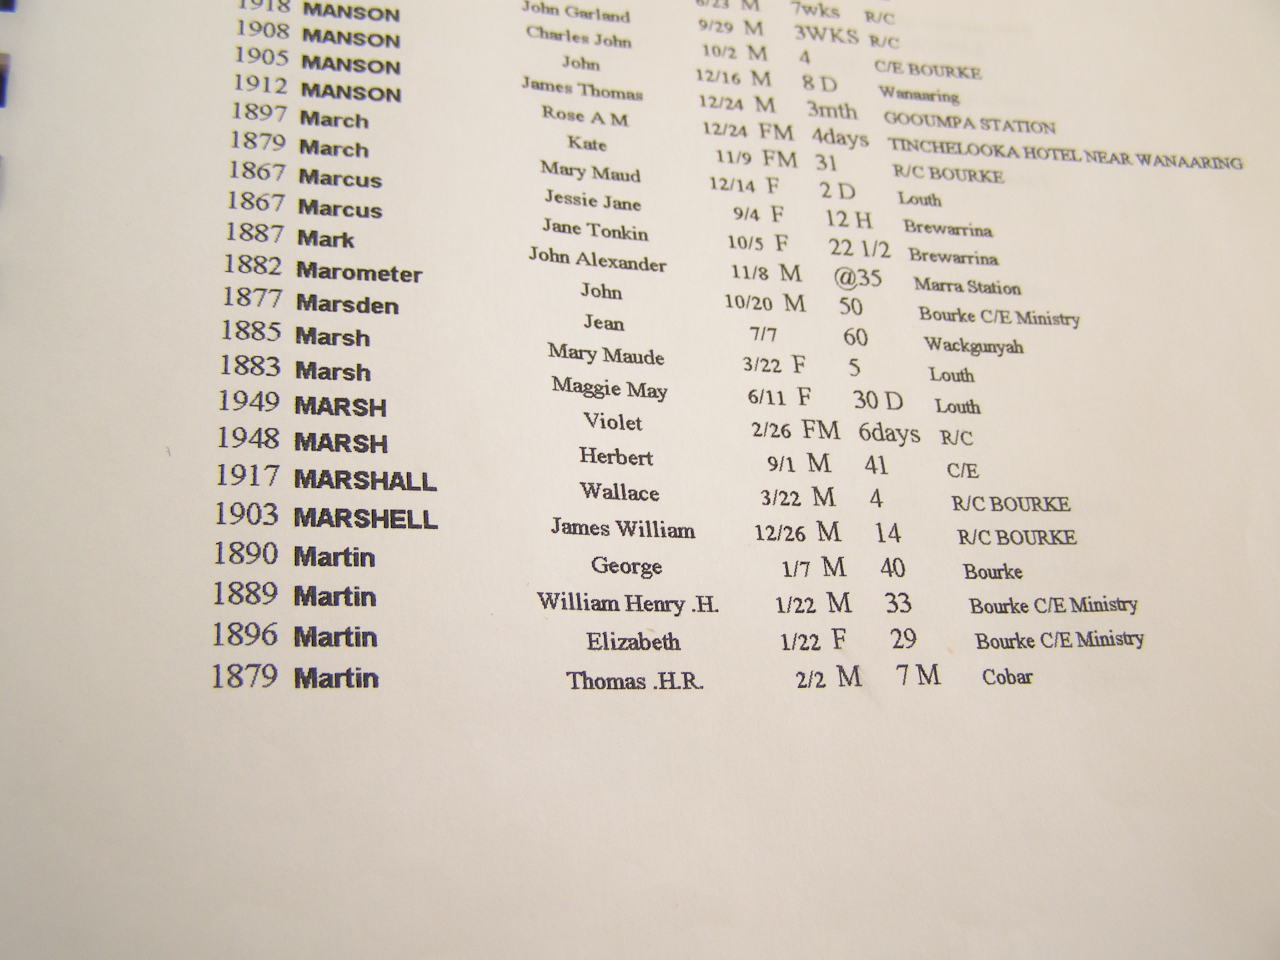 6/23 M 7wks R/C
John Garland 9/29 M 3WKS R/C
1918 MANSON Charles John 10/2 M 4 C/E BOURKE
1908 MANSON John 12/16 M 8 D Wanaaring
1905 MANSON James Thomas 12/24 M 3mth GOOUMPA STATION
1912 MANSON Rose A M 12/24 FM 4days TINCHELOOKA HOTEL NEAR WANAARING
1897 March Kate 11/9 FM 31 R/C BOURKE
1879 March Mary Maud 12/14 F 2 D Louth
1867 Marcus Jessie Jane 9/4 F 12 H Brewarrina
1867 Marcus Jane Tonkin 10/5 F 22 1/2 Brewarrina
1887 Mark John Alexander 11/8 M @35 Marra Station
1882 Marometer John 10/20 M 50 Bourke C/E Ministry
1877 Marsden Jean 7/7 60 Wackgunyah
1885 Marsh Mary Maude 3/22 F 5 Louth
1883 Marsh Maggie May 6/11 F 30 D Louth
1949 MARSH Violet 2/26 FM 6days R/C
1948 MARSH Herbert 9/1 M 41 C/E
1917 MARSHALL Wallace 3/22 M 4 R/C BOURKE
1903 MARSHELL James William 12/26 M 14 R/C BOURKE
1890 Martin George 1/7 M 40 Bourke
1889 Martin William Henry .H. 1/22 M 33 Bourke C/E Ministry
1896 Martin Elizabeth 1/22 F 29 Bourke C/E Ministry
1879 Martin Thomas .H.R. 2/2 M 7 M Cobar